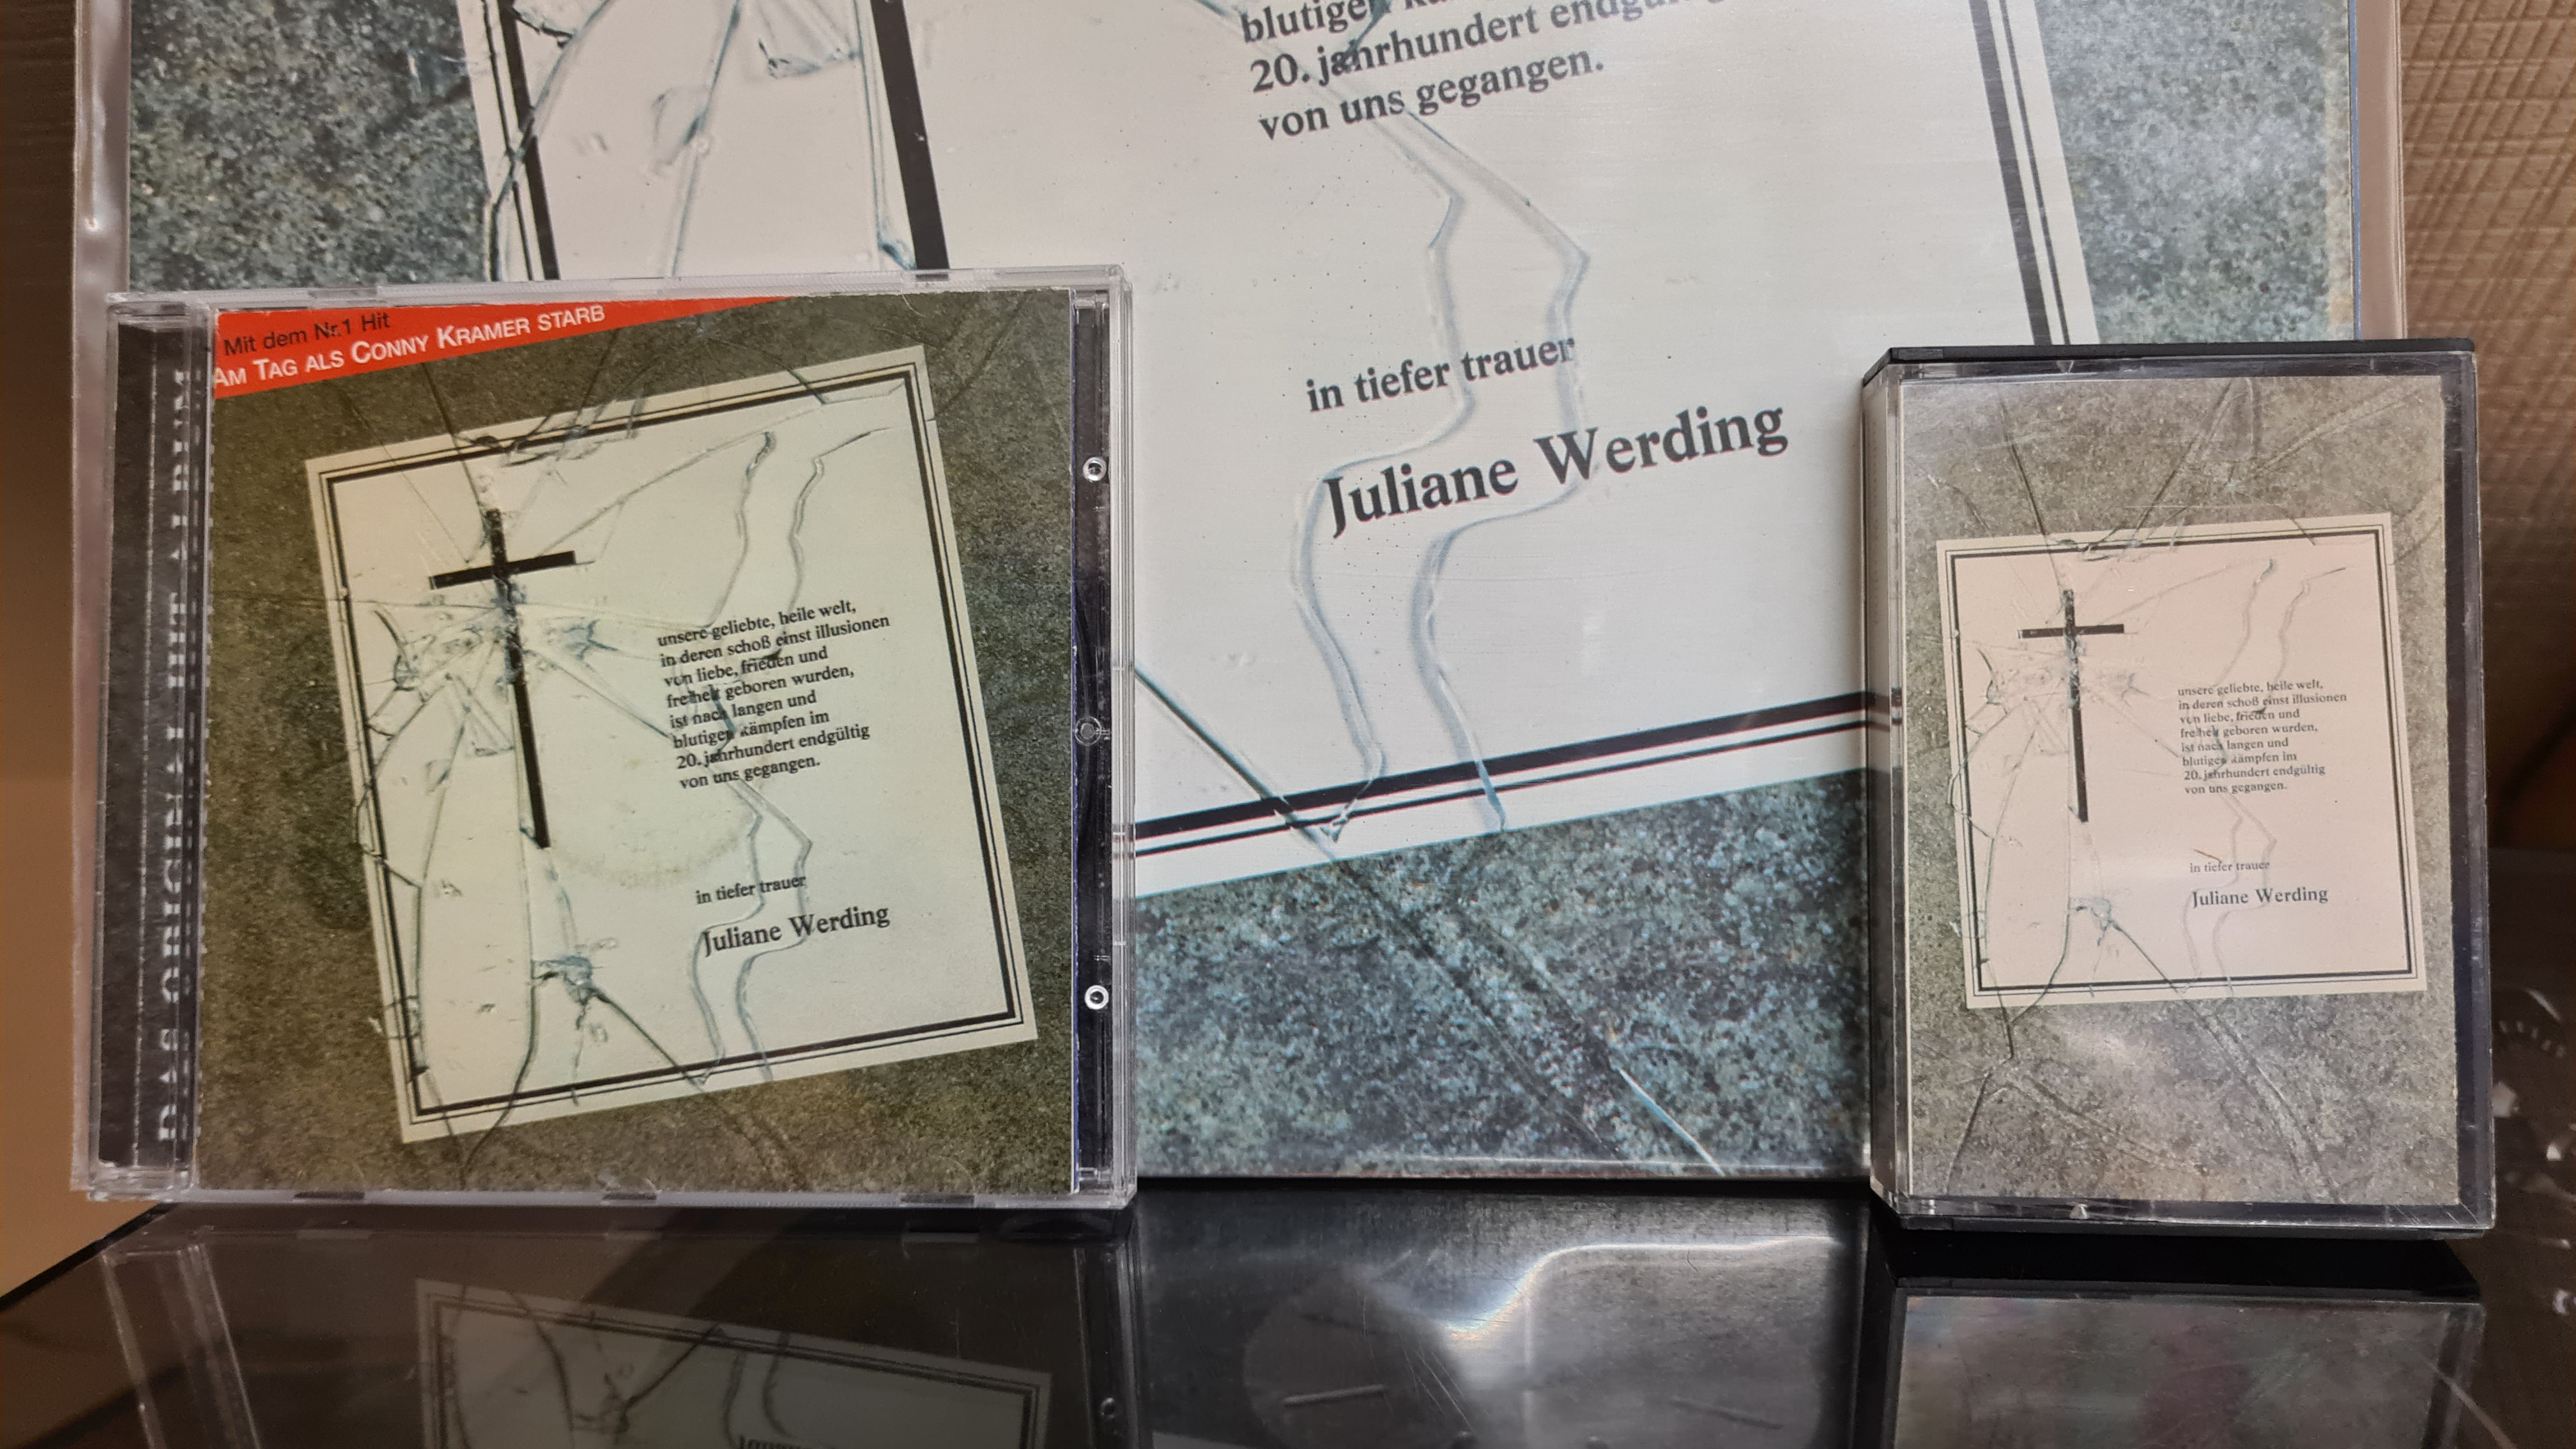 blutigen
20. jahrhundert
von uns gegangen.
in tiefer trauer
Juliane Werding
Mit dem Nr.1 Hit
AM TAG ALS CONNY KRAMER STARB
DAS ORIGINAL HIT ALBUM
unsere geliebte, heile welt,
in deren schoß einst illusionen
von liebe, frieden und
freiheit geboren wurden,
ist nach langen und
blutigen kämpfen im
20. jahrhundert endgültig
von uns gegangen.
in tiefer trauer
Juliane Werding
unsere geliebte, heile welt,
in deren schoß einst illusionen
von liebe, frieden und
freiheit geboren wurden,
ist nach langen und
blutigen kämpfen im
20. jahrhundert endgültig
von uns gegangen.
in tiefer trauer
Juliane Werding